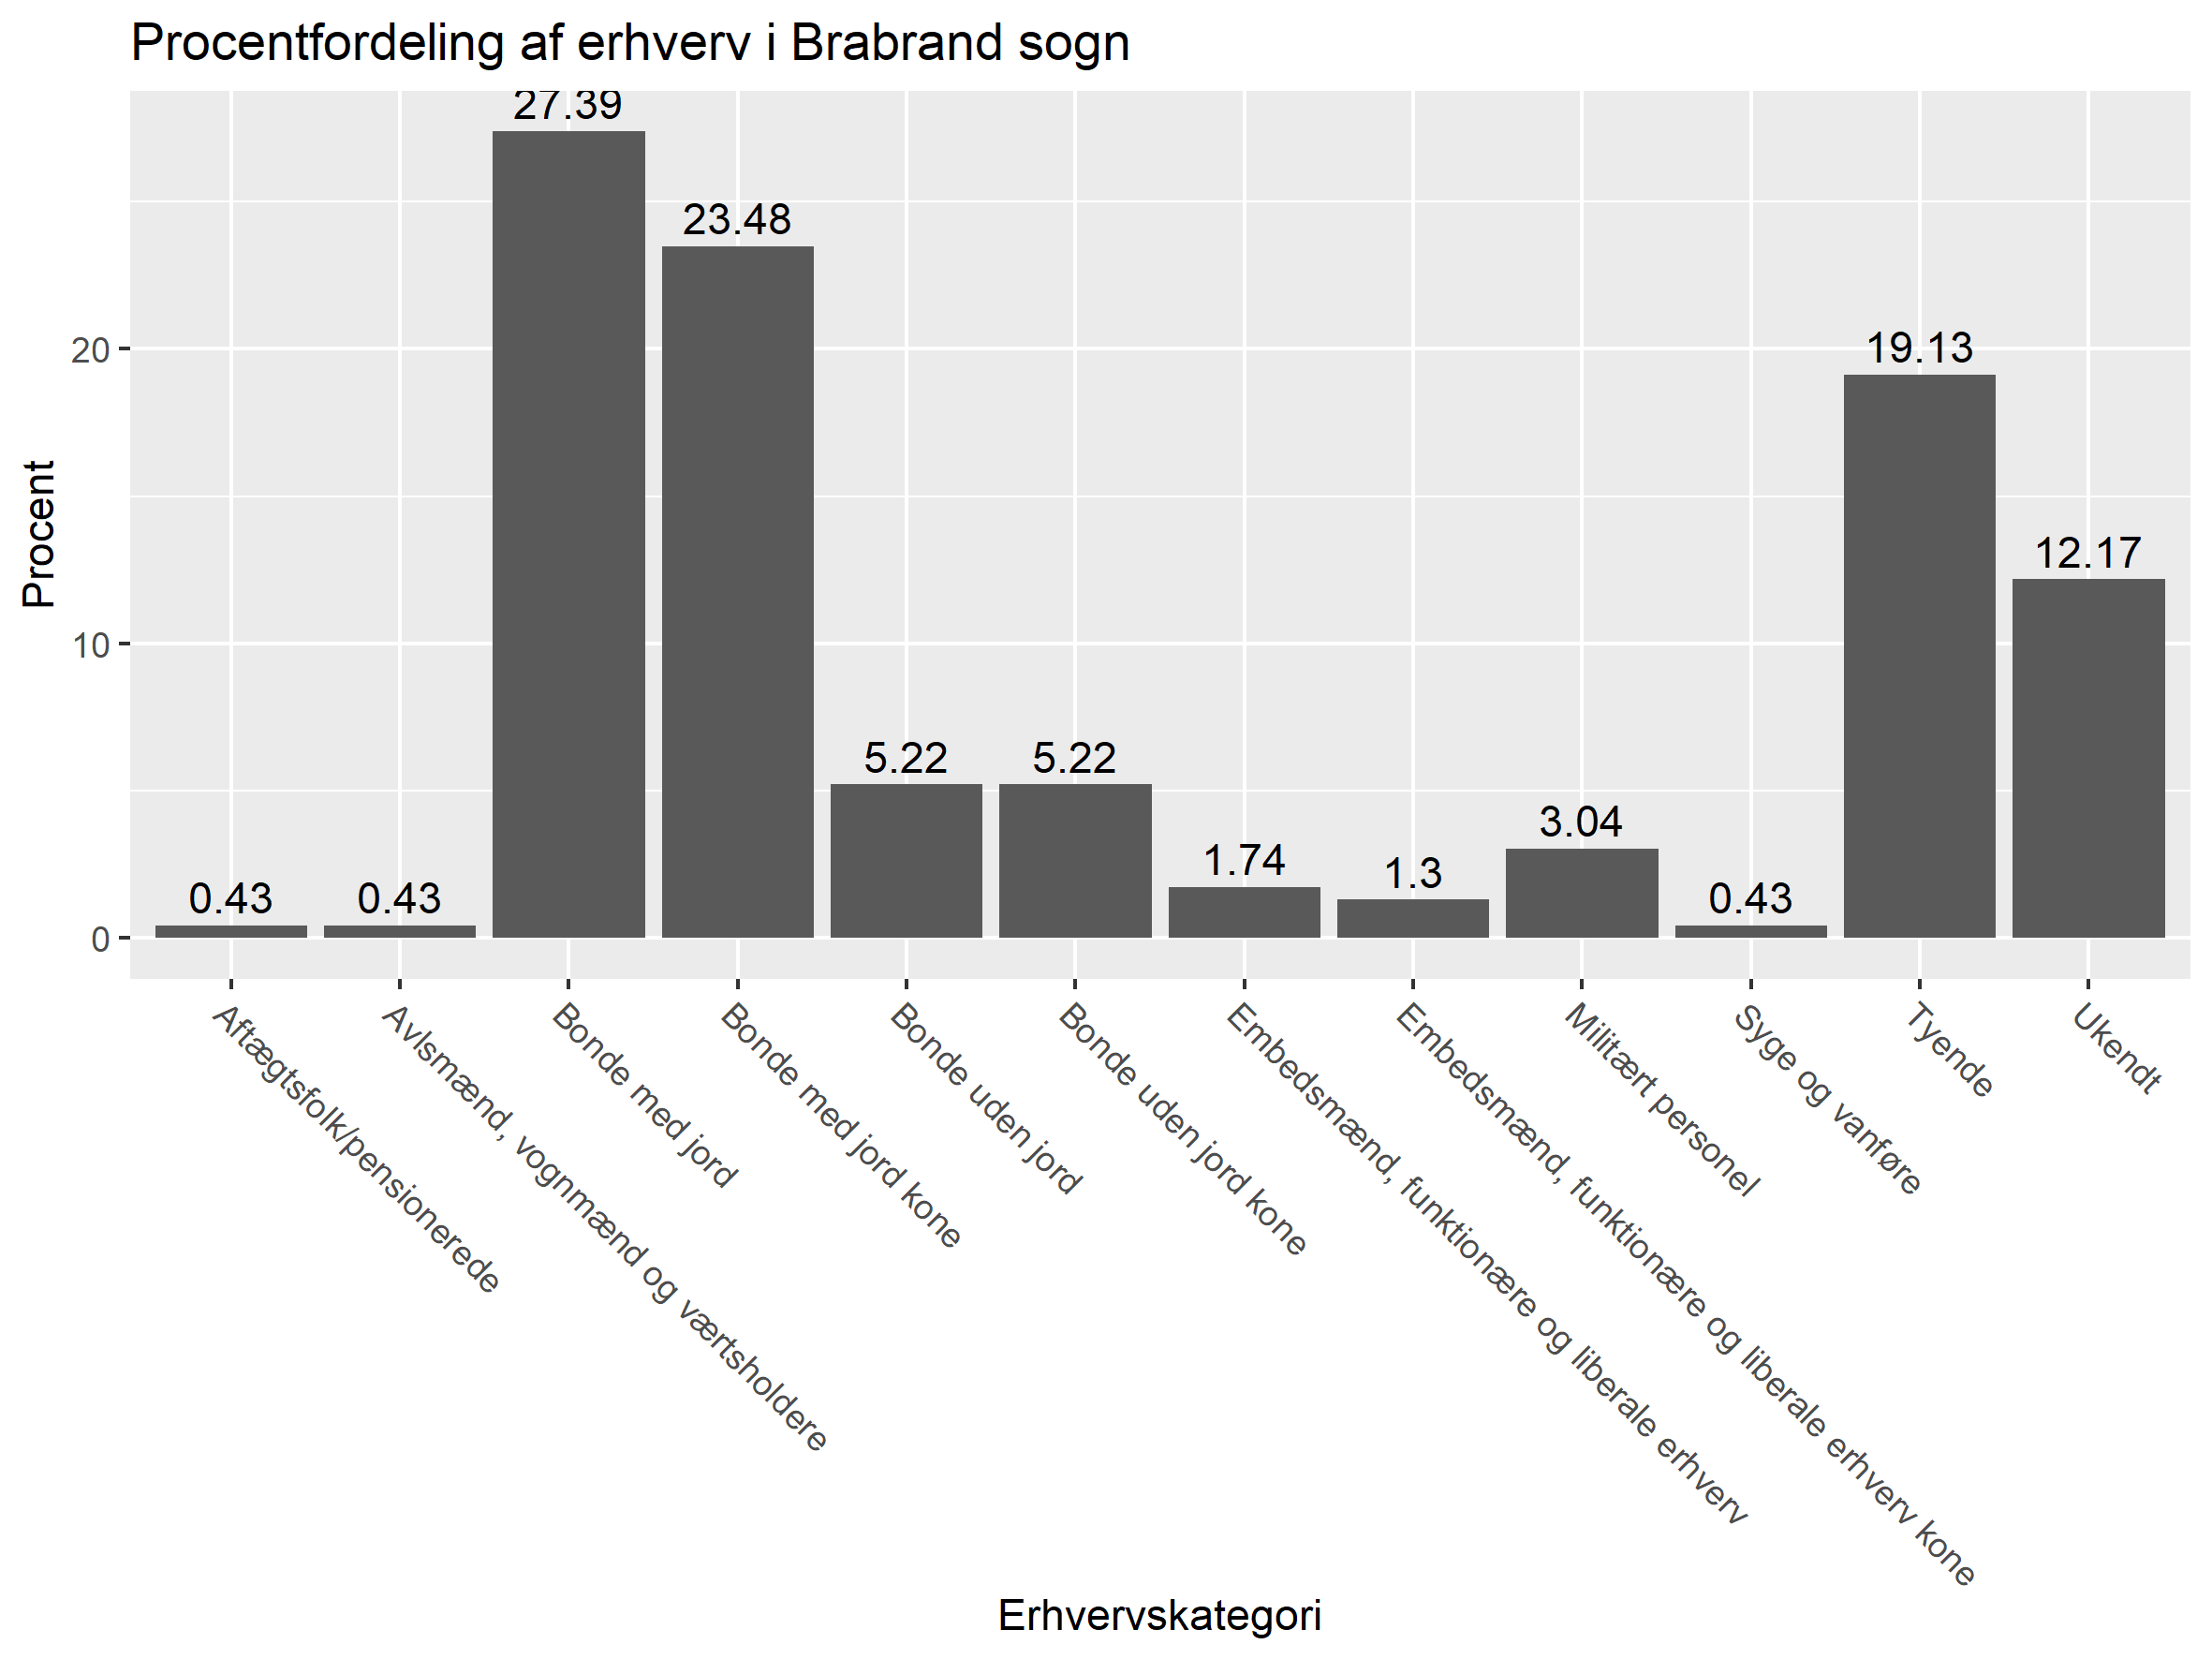 Procentfordeling af erhverv i Brabrand sogn
27.39
23.48
19.13
12.17
5.22
5.22
3.04
1.74
1.3
0.43
0.43
0.43
Procent
20
10
0
Aftægtsfolk/pensionerede
Avlsmænd, vognmænd og værtsholdere
Bonde med jord
Bonde med jord kone
Bonde uden jord
Bonde uden jord kone
Embedsmænd, funktionære og liberale erhverv
Embedsmænd, funktionære og liberale erhverv kone
Militært personel
Syge og vanføre
Tyende
Ukendt
Erhvervskategori